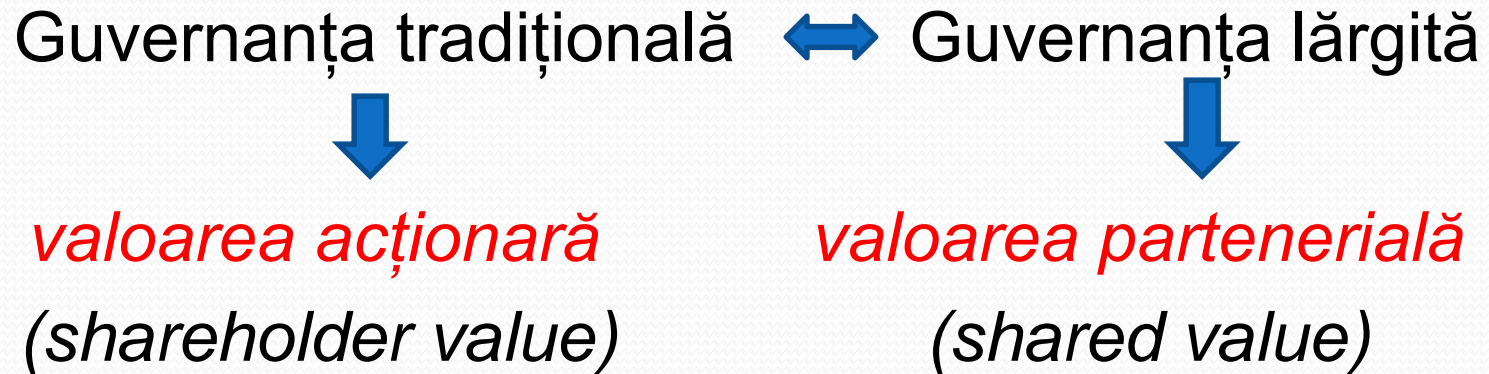 Guvernanța tradițională Guvernanța lărgită
valoarea acționară valoarea partenerială
(shareholder value) (shared value)